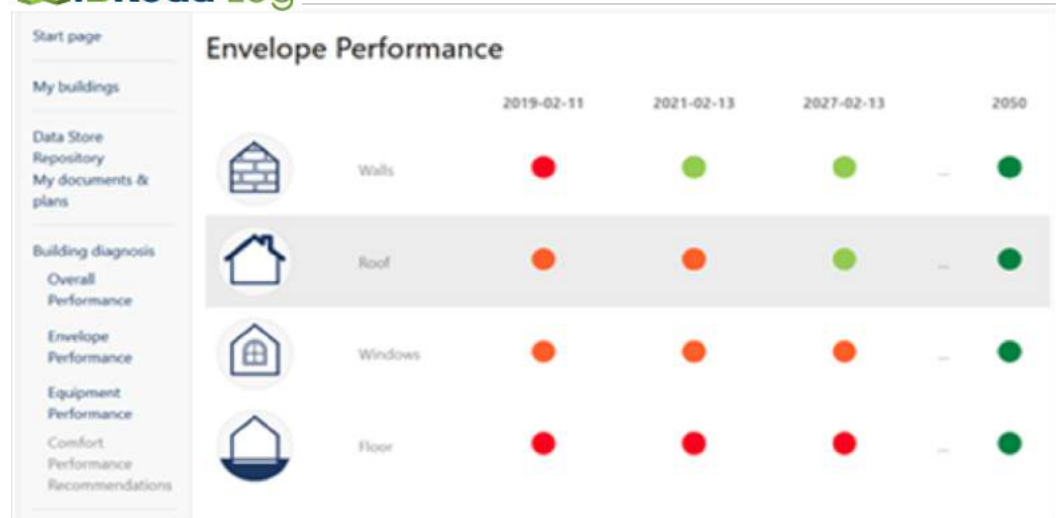 Start page
My buildings
Data Store
Repository
My documents &
plans
Building diagnosis
Overall
Performance
Envelope
Performance
Equipment
Performance
Comfort
Performance
Recommendations
Envelope Performance
2019-02-11 2021-02-13 2027-02-13 2050
Walls ...
Roof ...
Windows ...
Floor ...